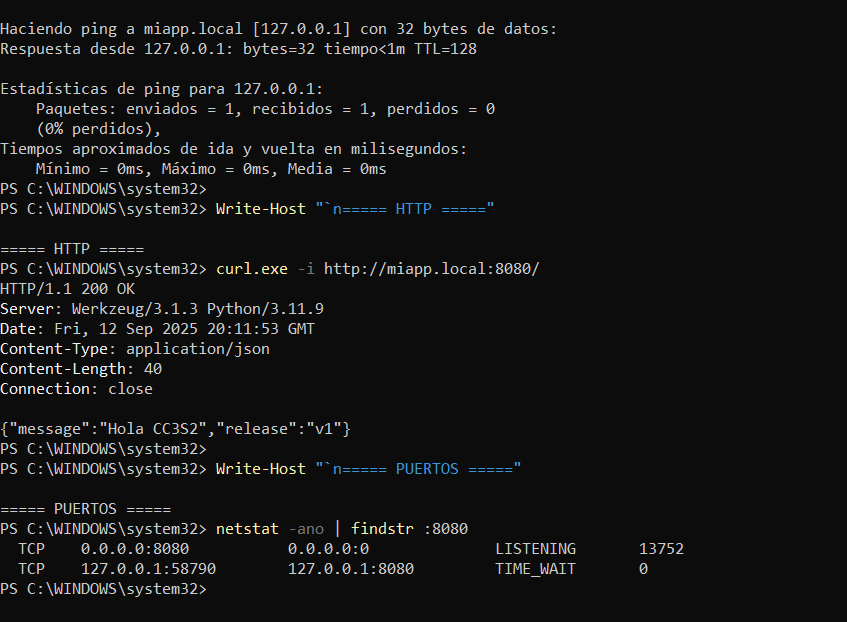 Haciendo ping a miapp.local [127.0.0.1] con 32 bytes de datos:
Respuesta desde 127.0.0.1: bytes=32 tiempo<1m TTL=128
Estadísticas de ping para 127.0.0.1:
    Paquetes: enviados = 1, recibidos = 1, perdidos = 0
    (0% perdidos),
Tiempos aproximados de ida y vuelta en milisegundos:
    Mínimo = 0ms, Máximo = 0ms, Media = 0ms
PS C:\WINDOWS\system32>
PS C:\WINDOWS\system32> Write-Host "`n===== HTTP ====="
===== HTTP =====
PS C:\WINDOWS\system32> curl.exe -i http://miapp.local:8080/
HTTP/1.1 200 OK
Server: Werkzeug/3.1.3 Python/3.11.9
Date: Fri, 12 Sep 2025 20:11:53 GMT
Content-Type: application/json
Content-Length: 40
Connection: close
{"message":"Hola CC3S2","release":"v1"}
PS C:\WINDOWS\system32>
PS C:\WINDOWS\system32> Write-Host "`n===== PUERTOS ====="
===== PUERTOS =====
PS C:\WINDOWS\system32> netstat -ano | findstr :8080
  TCP    0.0.0.0:8080           0.0.0.0:0              LISTENING       13752
  TCP    127.0.0.1:58790        127.0.0.1:8080         TIME_WAIT       0
PS C:\WINDOWS\system32>